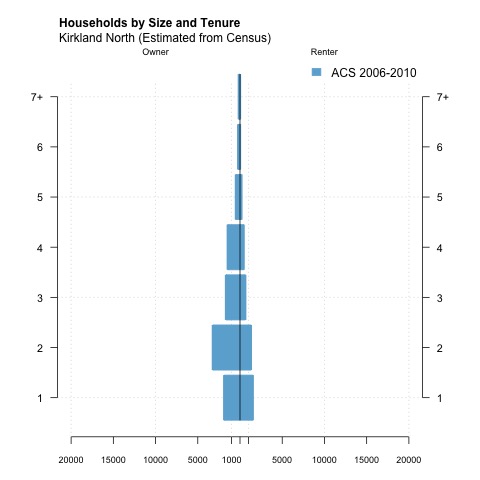 Households by Size and Tenure
Kirkland North (Estimated from Census)
Owner Renter
ACS 2006-2010
7+ 7+
6 6
5 5
4 4
3 3
2 2
1 1
20000 15000 10000 5000 1000 5000 10000 15000 20000